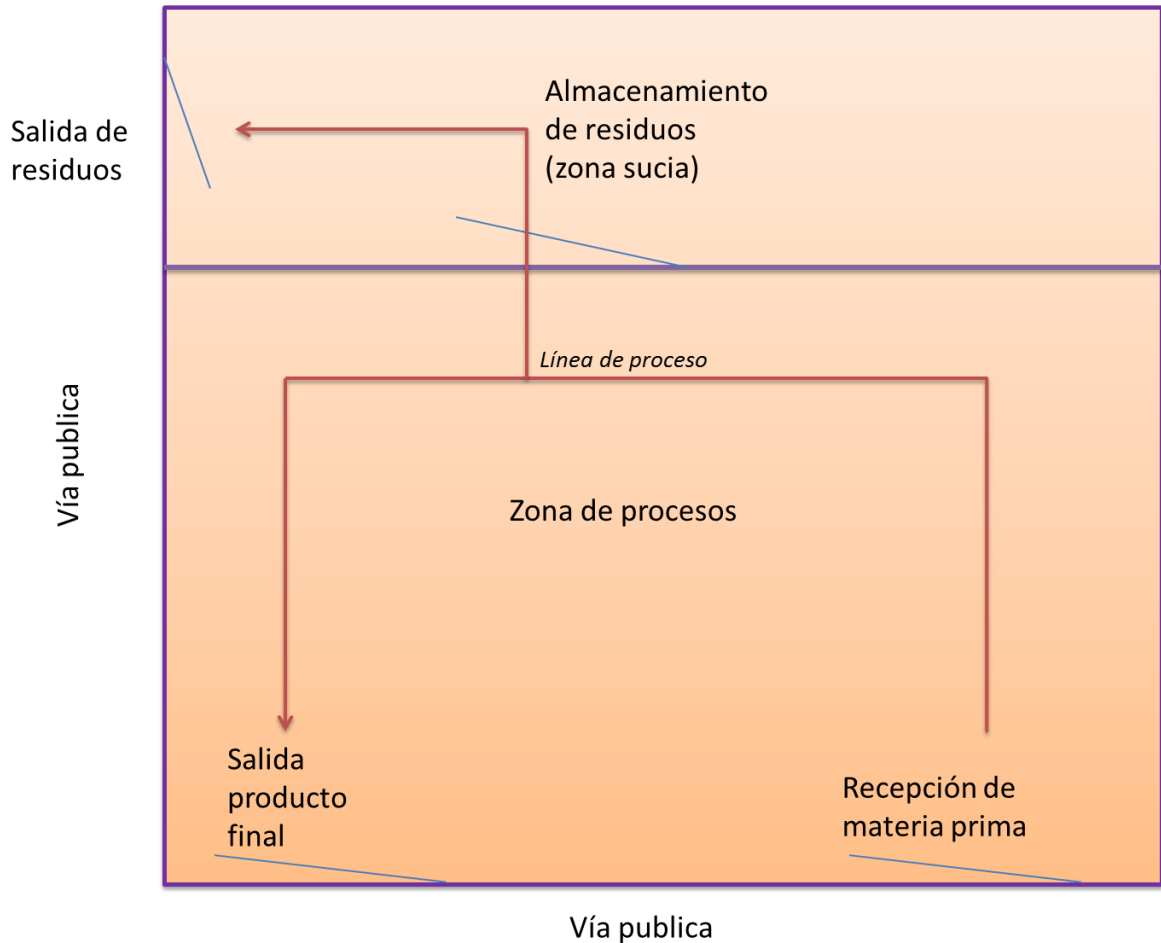 Almacenamiento
de residuos
(zona sucia)
Salida de
residuos
Línea de proceso
Vía publica
Zona de procesos
Salida
producto
final
Recepción de
materia prima
Vía publica